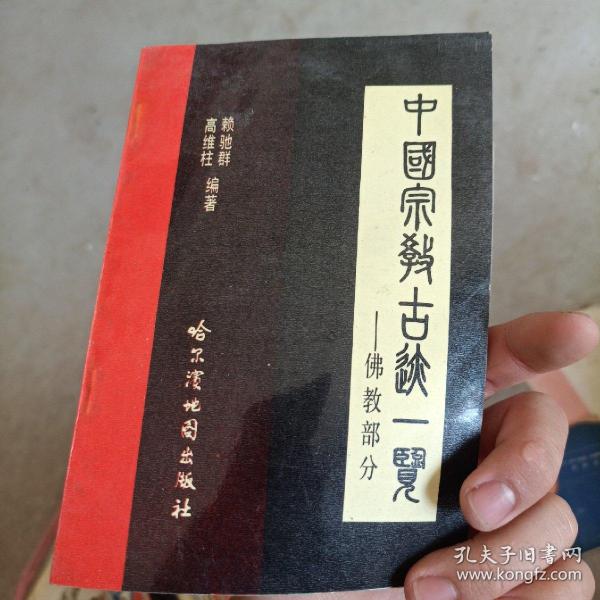 中國宗教古迹一覽
—佛教部分
赖驰群
高维柱 编著
哈尔滨地图出版社
孔夫子旧书网
www.kongfz.com